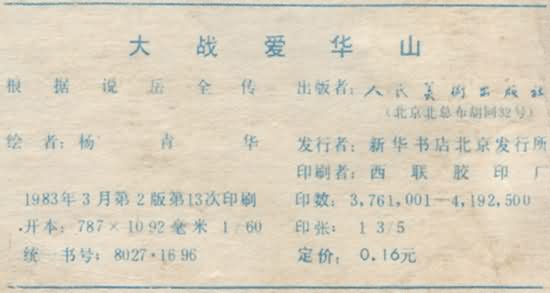 大战爱华山
根据说岳全传
绘者：杨青华
1983年3月第2版第13次印刷
开本：787×1092毫米 1/60
统一书号：8027·1696
出版者：人民美術出版社
（北京北总布胡同32号）
发行者：新华书店北京发行所
印刷者：西联胶印厂
印数：3,761,001—4,192,500
印张：1 3/5
定价：0.16元